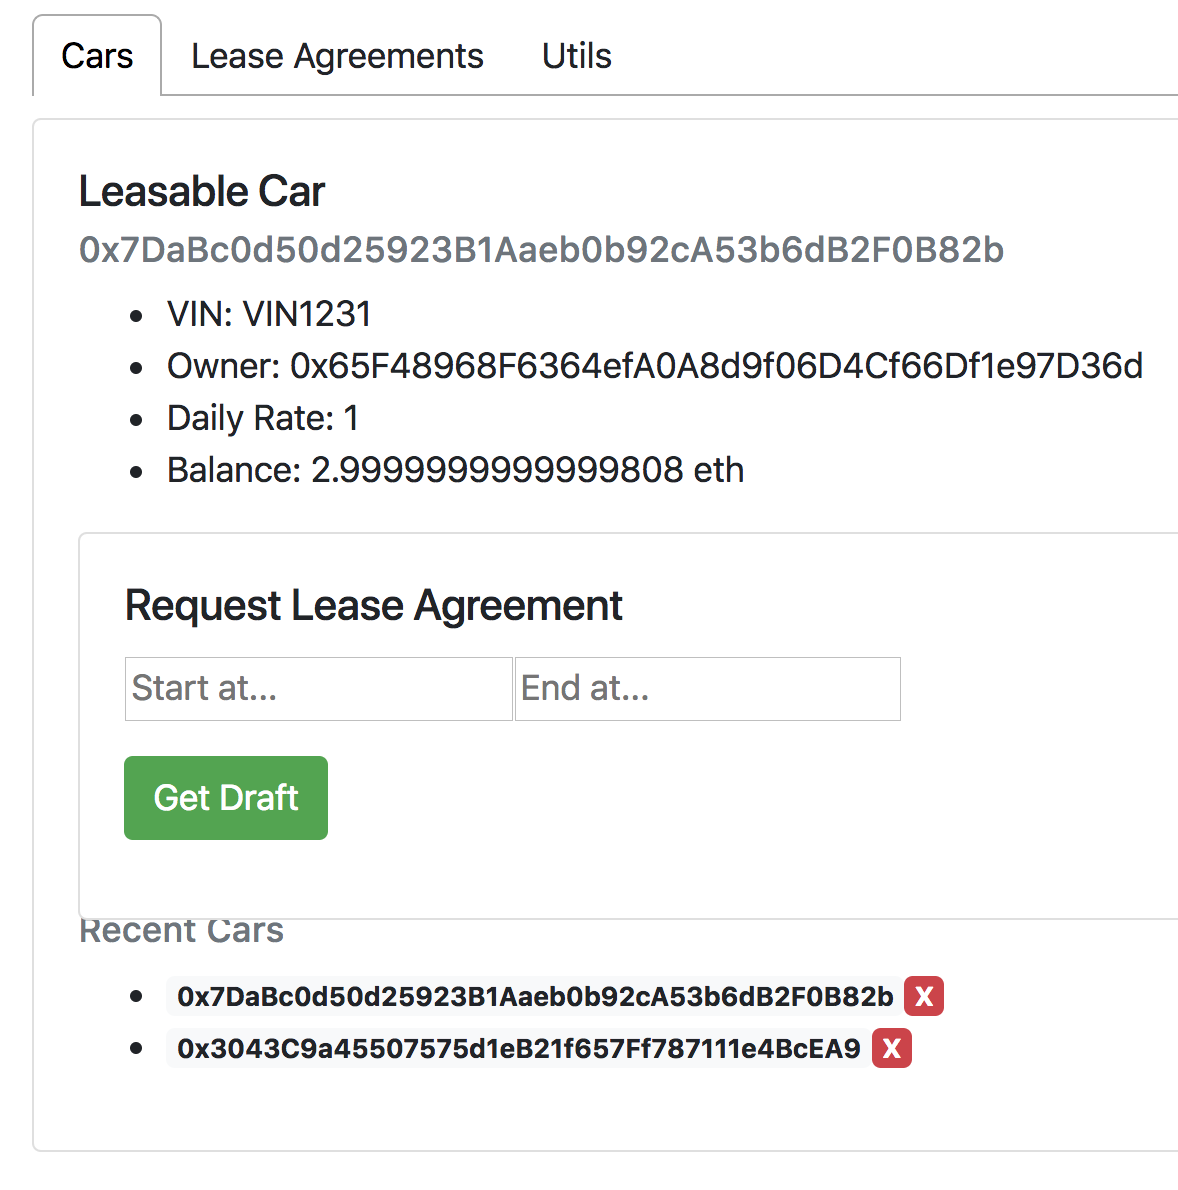 Cars Lease Agreements Utils
Leasable Car
0x7DaBc0d50d25923B1Aaeb0b92cA53b6dB2F0B82b
VIN: VIN1231
Owner: 0x65F48968F6364efA0A8d9f06D4Cf66Df1e97D36d
Daily Rate: 1
Balance: 2.9999999999999808 eth
Request Lease Agreement
Start at... End at...
Get Draft
Recent Cars
0x7DaBc0d50d25923B1Aaeb0b92cA53b6dB2F0B82b X
0x3043C9a45507575d1eB21f657Ff787111e4BcEA9 X